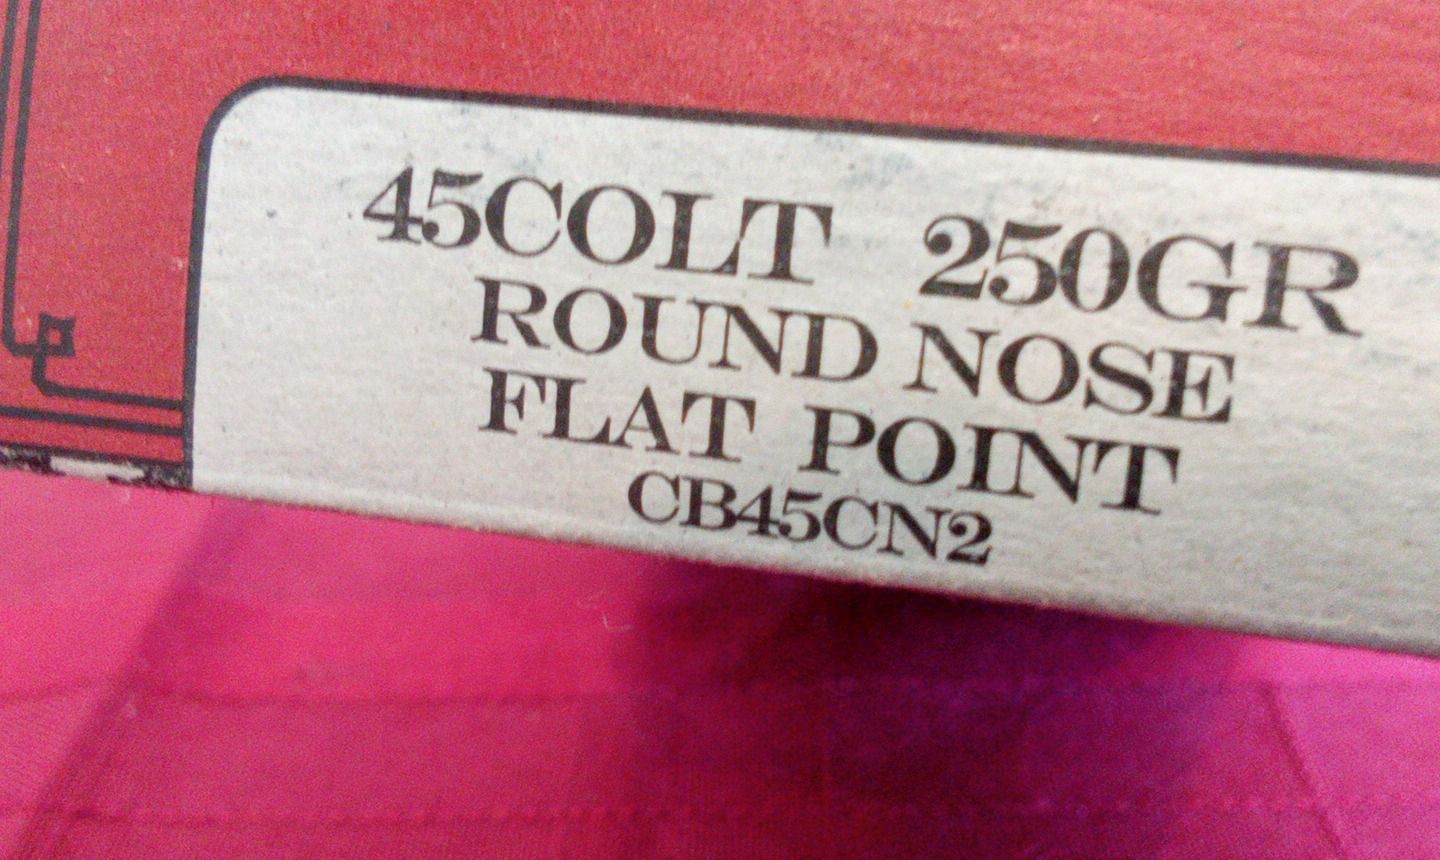 45COLT 250GR
ROUND NOSE
FLAT POINT
CB45CN2